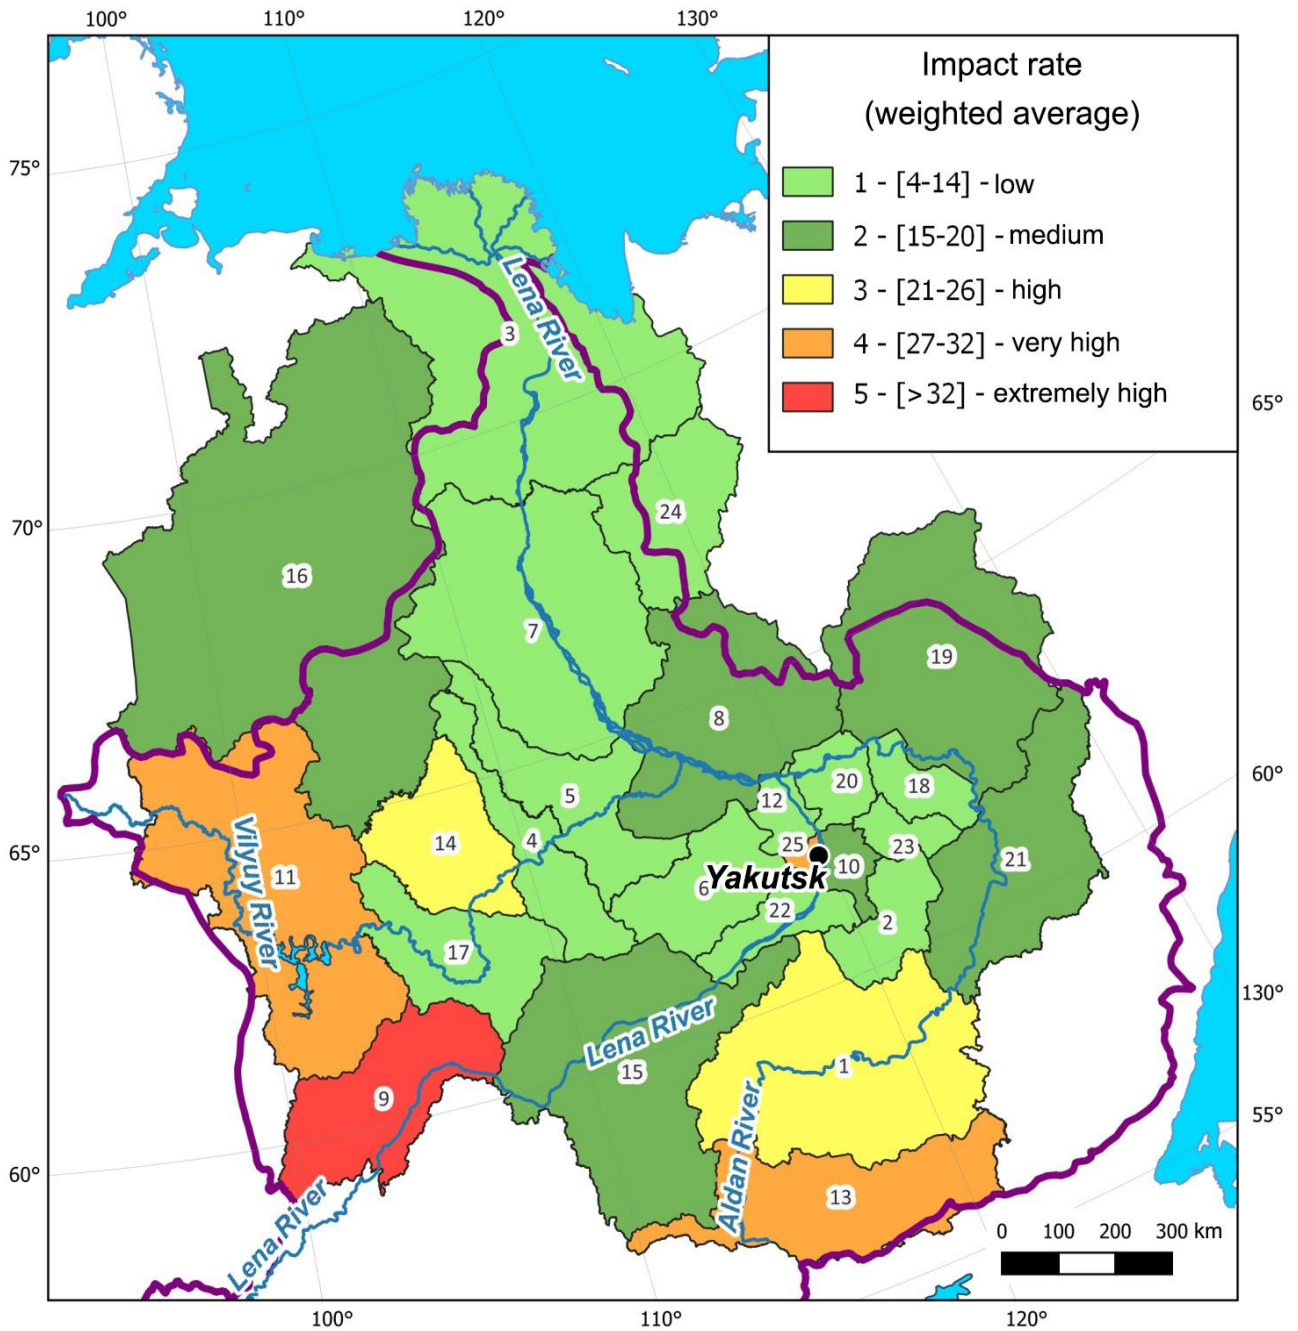 100°
110°
120°
130°
Impact rate
(weighted average)
1 - [4-14] - low
2 - [15-20] - medium
3 - [21-26] - high
4 - [27-32] - very high
5 - [>32] - extremely high
75°
70°
65°
60°
65°
60°
130°
55°
Lena River
3
24
16
7
19
8
5
20
18
12
4
14
25
23
10
21
Yakutsk
6
11
Vilyuy River
22
2
17
Lena River
15
1
9
Aldan River
13
Lena River
0 100 200 300 km
100°
110°
120°